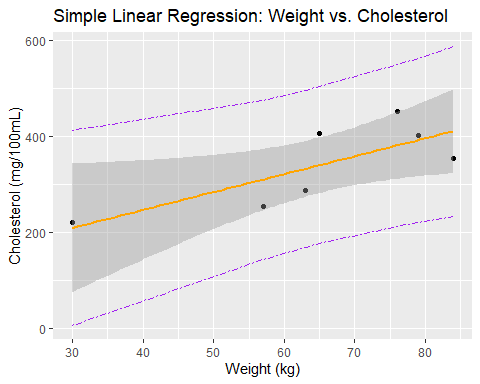 Simple Linear Regression: Weight vs. Cholesterol
600
400
200
0
Cholesterol (mg/100mL)
30 40 50 60 70 80
Weight (kg)